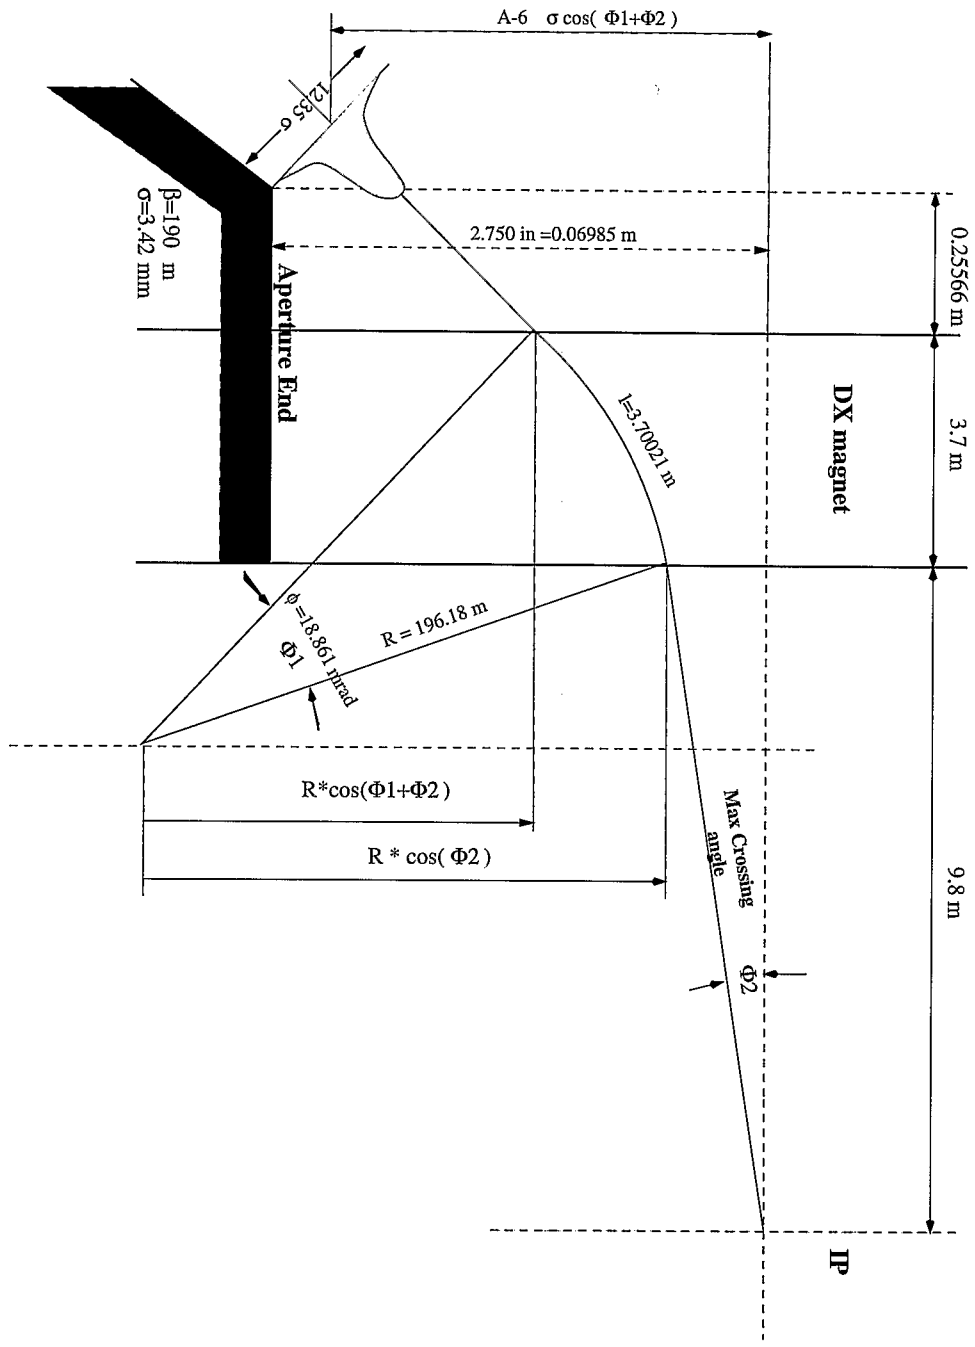 A-6 σ cos( Φ1+Φ2 )
12.35 σ
β=190 m
σ=3.42 mm
2.750 in =0.06985 m
0.25566 m
Aperture End
l=3.70021 m
DX magnet
3.7 m
ϕ =18.861 mrad
Φ1
R = 196.18 m
R*cos(Φ1+Φ2 )
R * cos( Φ2 )
Max Crossing
angle
Φ2
9.8 m
IP